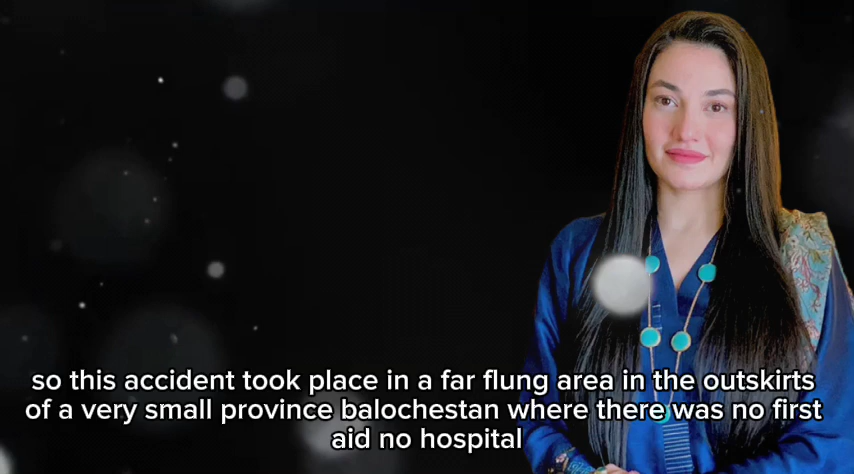 so this accident took place in a far flung area in the outskirts
of a very small province balochestan where there was no first
aid no hospital